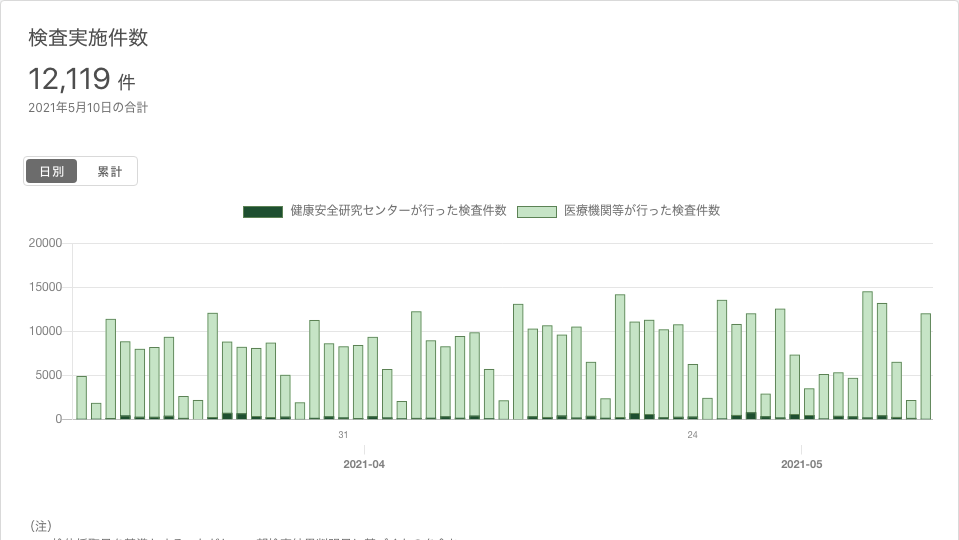 検査実施件数
12,119 件
2021年5月10日の合計
日別 累計
健康安全研究センターが行った検査件数 医療機関等が行った検査件数
20000
15000
10000
5000
0
31 24
2021-04 2021-05
（注）